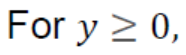 For y ≥ 0,